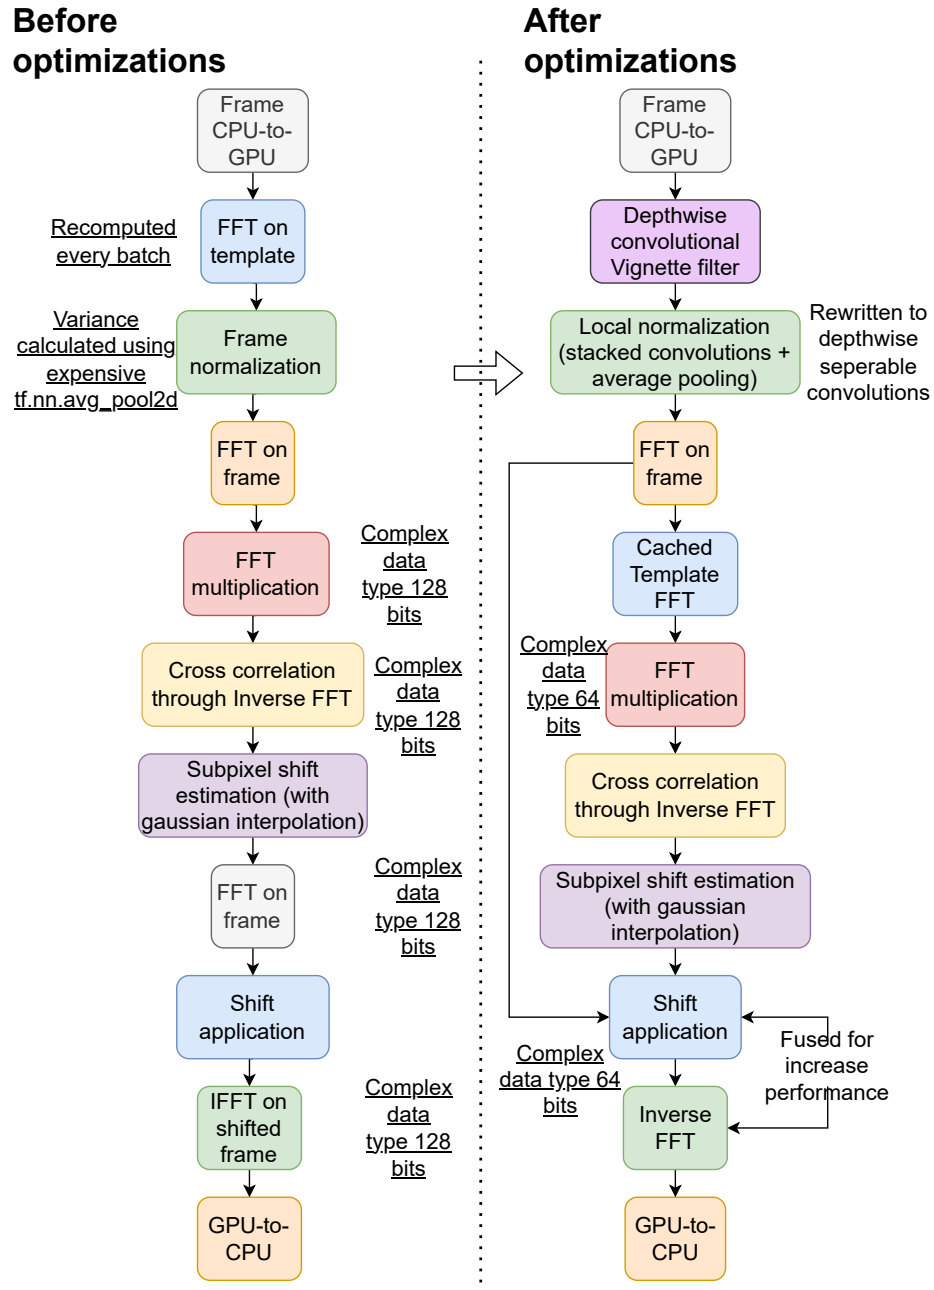 Before
optimizations
Frame
CPU-to-
GPU
Recomputed
every batch
FFT on
template
Variance
calculated using
expensive
tf.nn.avg_pool2d
Frame
normalization
FFT on
frame
FFT
multiplication
Complex
data
type 128
bits
Cross correlation
through Inverse FFT
Complex
data
type 128
bits
Subpixel shift
estimation (with
gaussian interpolation)
FFT on
frame
Complex
data
type 128
bits
Shift
application
IFFT on
shifted
frame
Complex
data
type 128
bits
GPU-to-
CPU
After
optimizations
Frame
CPU-to-
GPU
Depthwise
convolutional
Vignette filter
Local normalization
(stacked convolutions +
average pooling)
Rewritten to
depthwise
seperable
convolutions
FFT on
frame
Cached
Template
FFT
Complex
data
type 64
bits
FFT
multiplication
Cross correlation
through Inverse FFT
Subpixel shift estimation
(with gaussian
interpolation)
Shift
application
Fused for
increase
performance
Complex
data type 64
bits
Inverse
FFT
GPU-to-
CPU